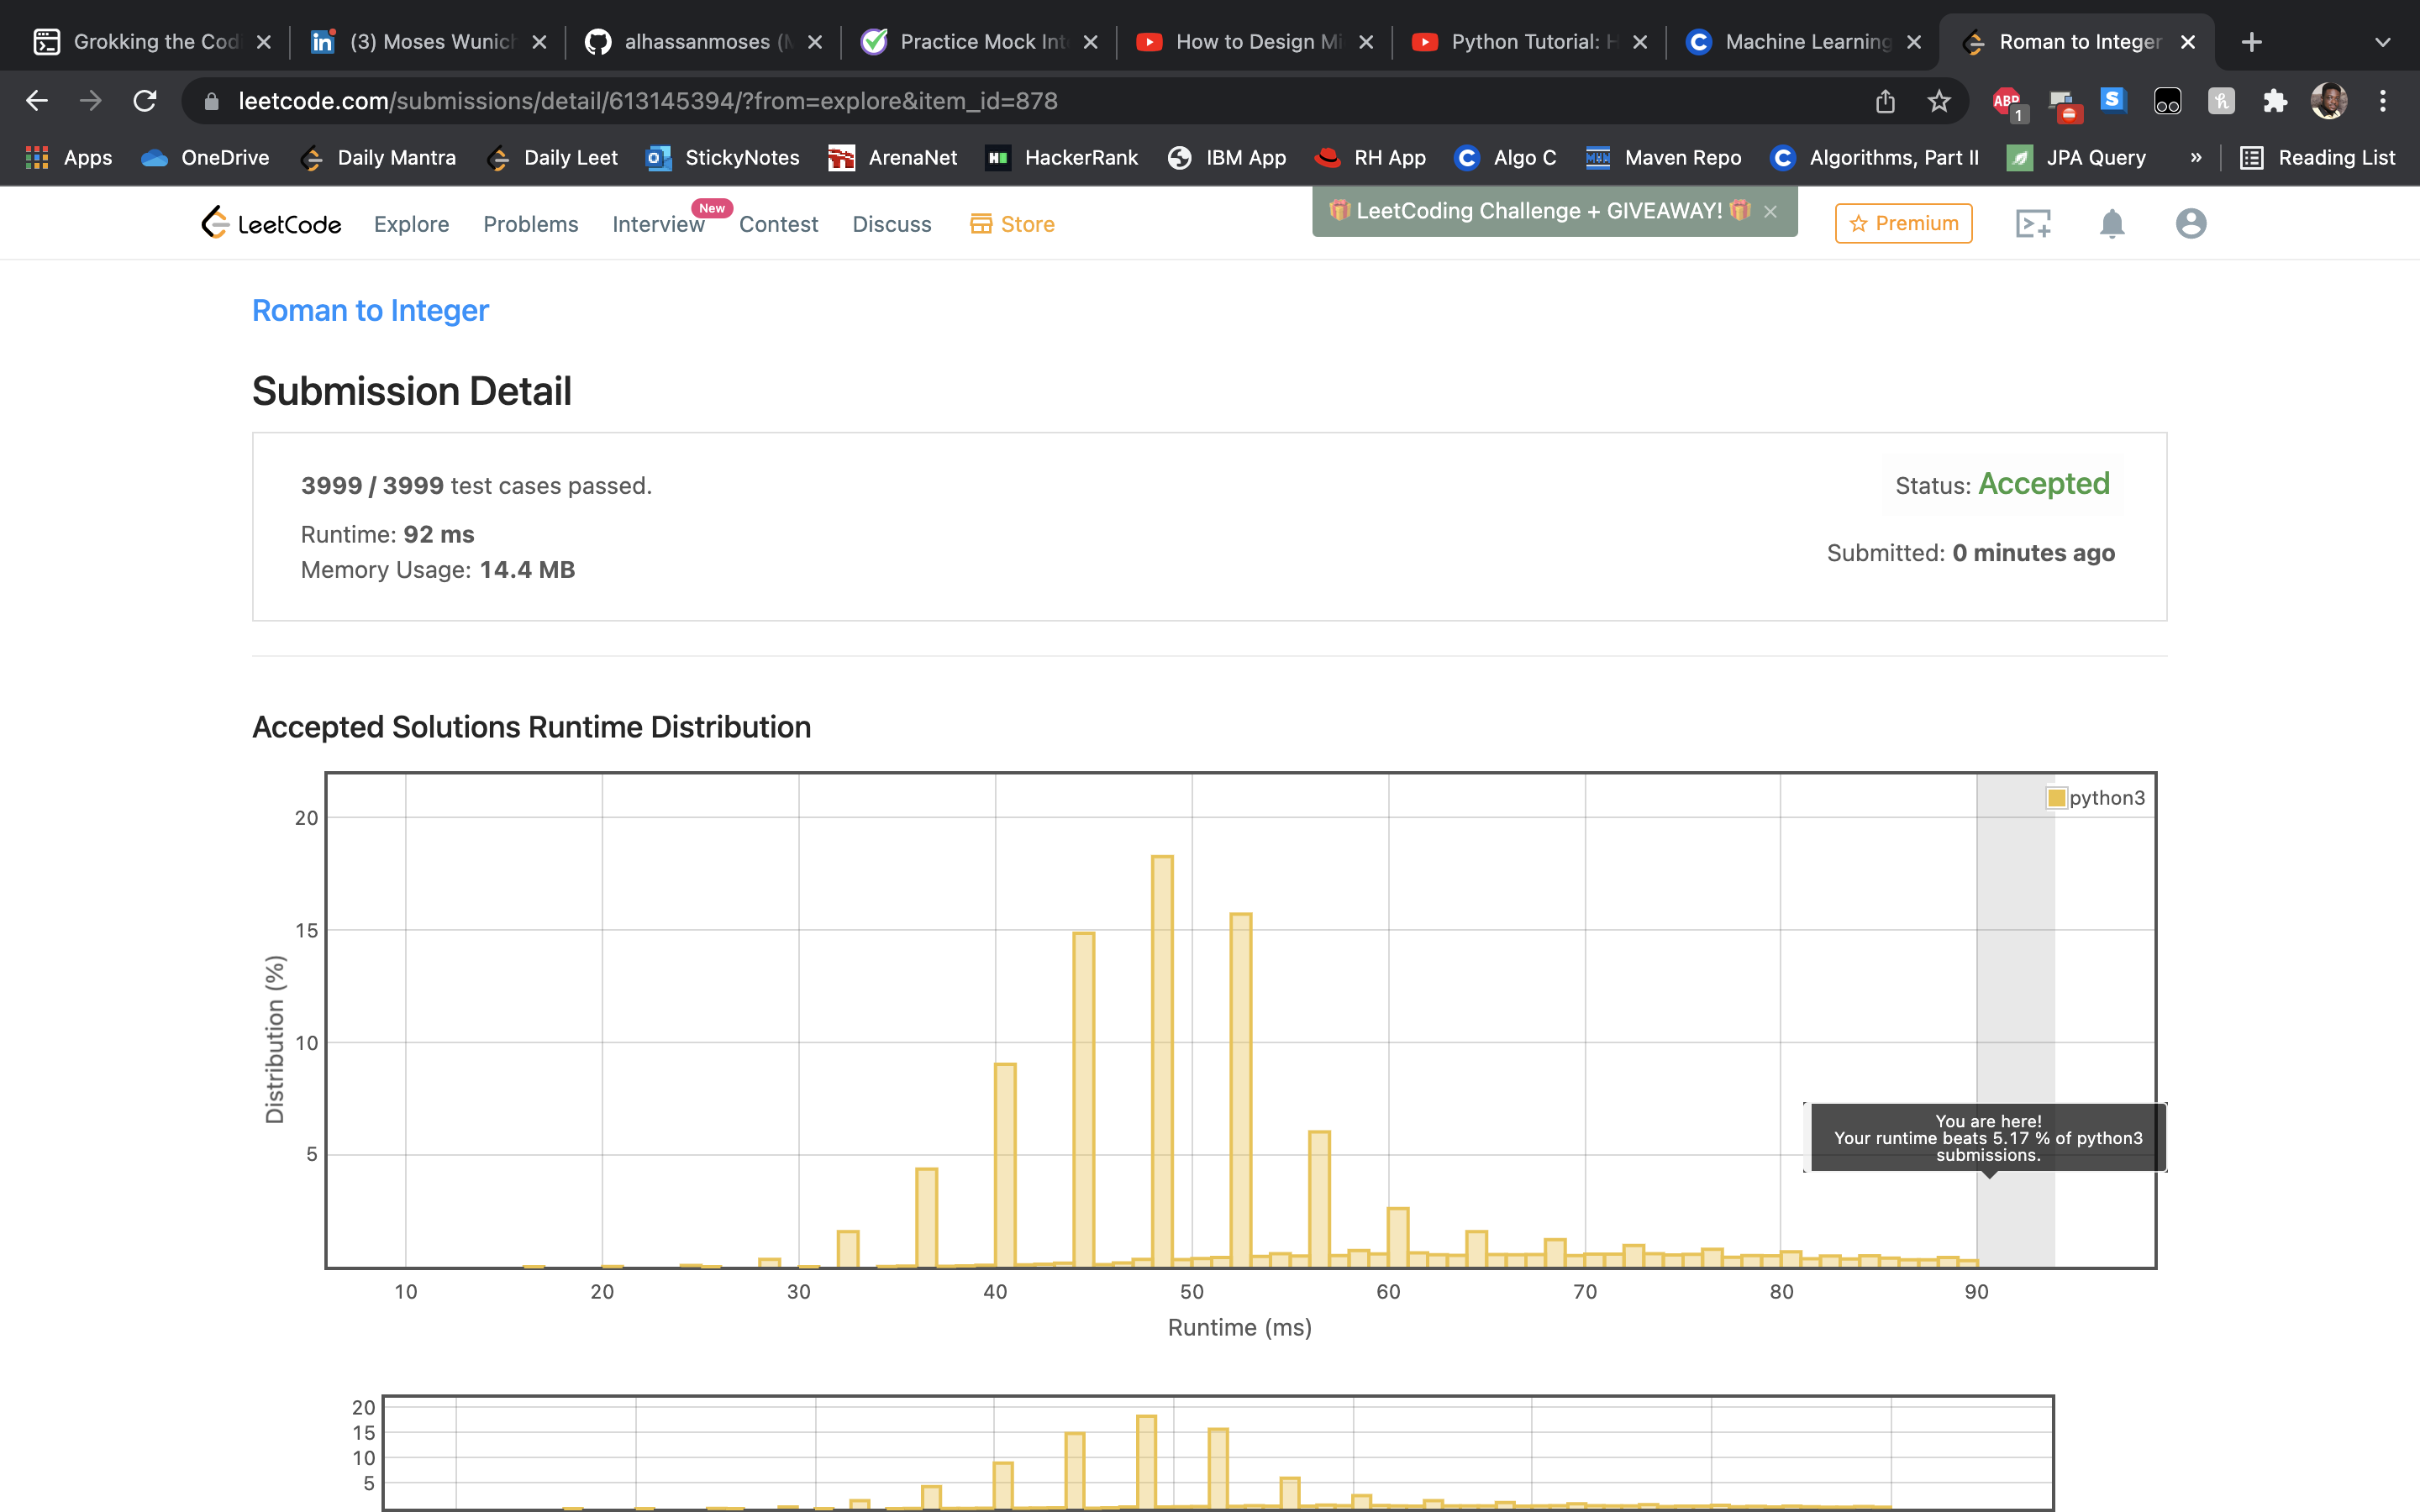 Grokking the Cod
(3) Moses Wunich
alhassanmoses (M
Practice Mock Int
How to Design Mi
Python Tutorial: H
Machine Learning
Roman to Integer
leetcode.com/submissions/detail/613145394/?from=explore&item_id=878
ABP
1
Apps
OneDrive
Daily Mantra
Daily Leet
StickyNotes
ArenaNet
HackerRank
IBM App
RH App
Algo C
Maven Repo
Algorithms, Part II
JPA Query
»
Reading List
LeetCode
Explore
Problems
Interview
New
Contest
Discuss
Store
🎁 LeetCoding Challenge + GIVEAWAY! 🎁 ×
Premium
Roman to Integer
Submission Detail
3999 / 3999 test cases passed.
Status: Accepted
Runtime: 92 ms
Submitted: 0 minutes ago
Memory Usage: 14.4 MB
Accepted Solutions Runtime Distribution
python3
20
15
10
5
Distribution (%)
You are here!
Your runtime beats 5.17 % of python3
submissions.
10 20 30 40 50 60 70 80 90
Runtime (ms)
20
15
10
5